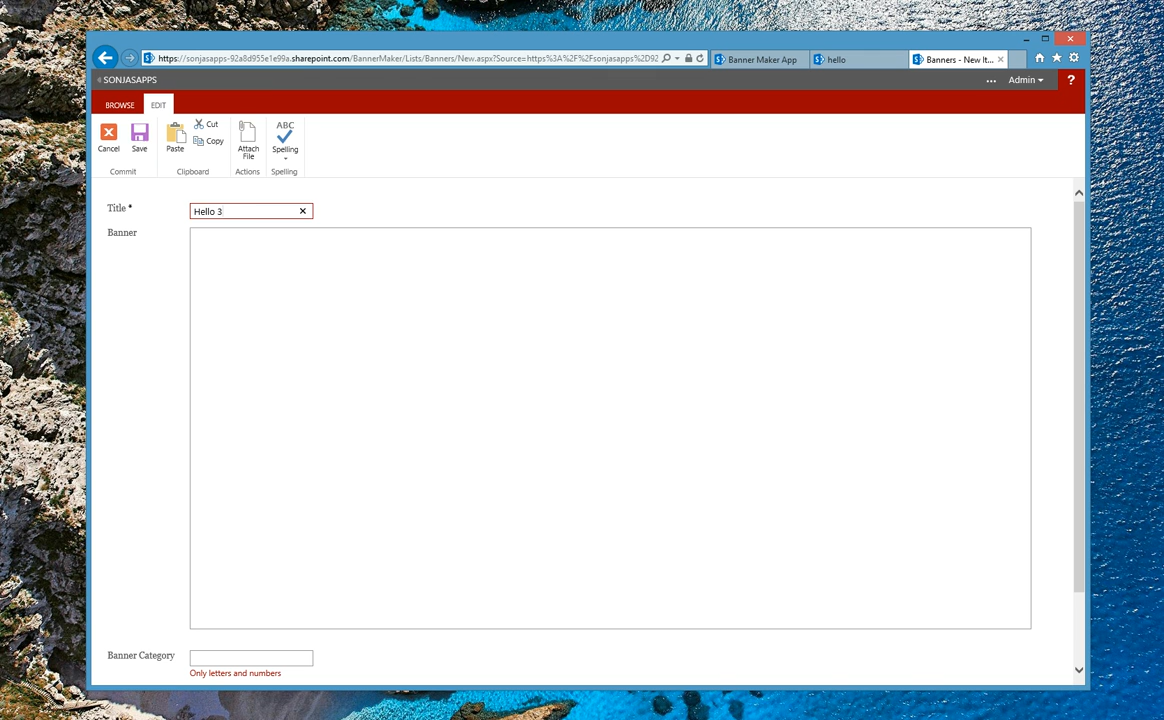 https://sonjasapps-92a8d955e1e99a.sharepoint.com/BannerMaker/Lists/Banners/New.aspx?Source=https%3A%2F%2Fsonjasapps%2D92
Banner Maker App
hello
Banners - New It...
SONJASAPPS
... Admin
?
BROWSE
EDIT
Cancel
Save
Paste
Cut
Copy
Attach File
ABC
Spelling
Commit
Clipboard
Actions
Spelling
Title *
Hello 3
Banner
Banner Category
Only letters and numbers